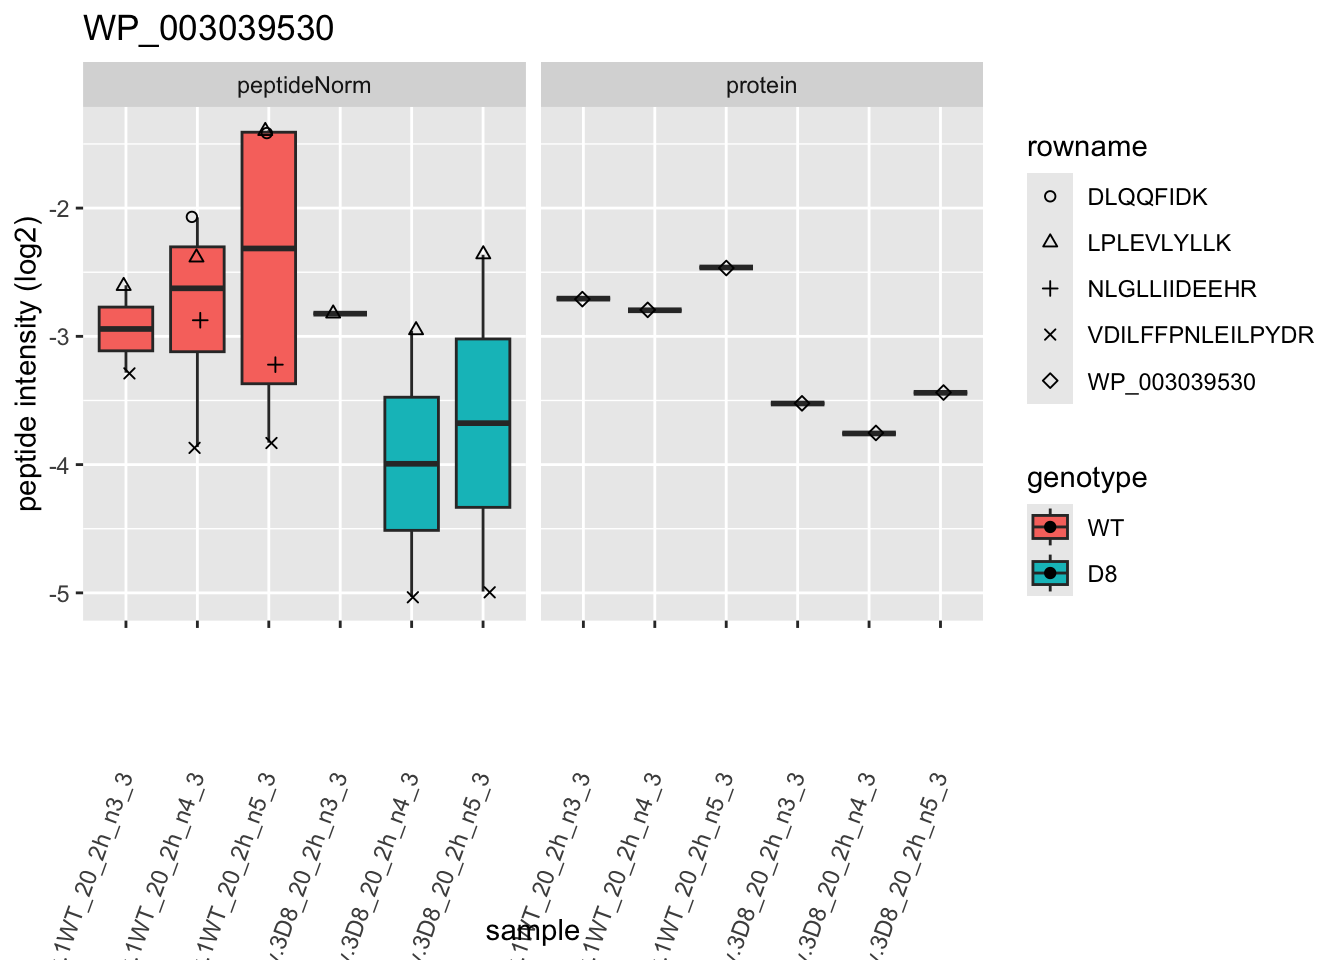 WP_003039530
peptideNorm
protein
peptide intensity (log2)
-2
-3
-4
-5
1WT_20_2h_n3_3
1WT_20_2h_n4_3
1WT_20_2h_n5_3
.3D8_20_2h_n3_3
.3D8_20_2h_n4_3
.3D8_20_2h_n5_3
1WT_20_2h_n3_3
1WT_20_2h_n4_3
1WT_20_2h_n5_3
.3D8_20_2h_n3_3
.3D8_20_2h_n4_3
.3D8_20_2h_n5_3
sample
rowname
DLQQFIDK
LPLEVLYLLK
NLGLLIIDEEHR
VDILFFPNLEILPYDR
WP_003039530
genotype
WT
D8